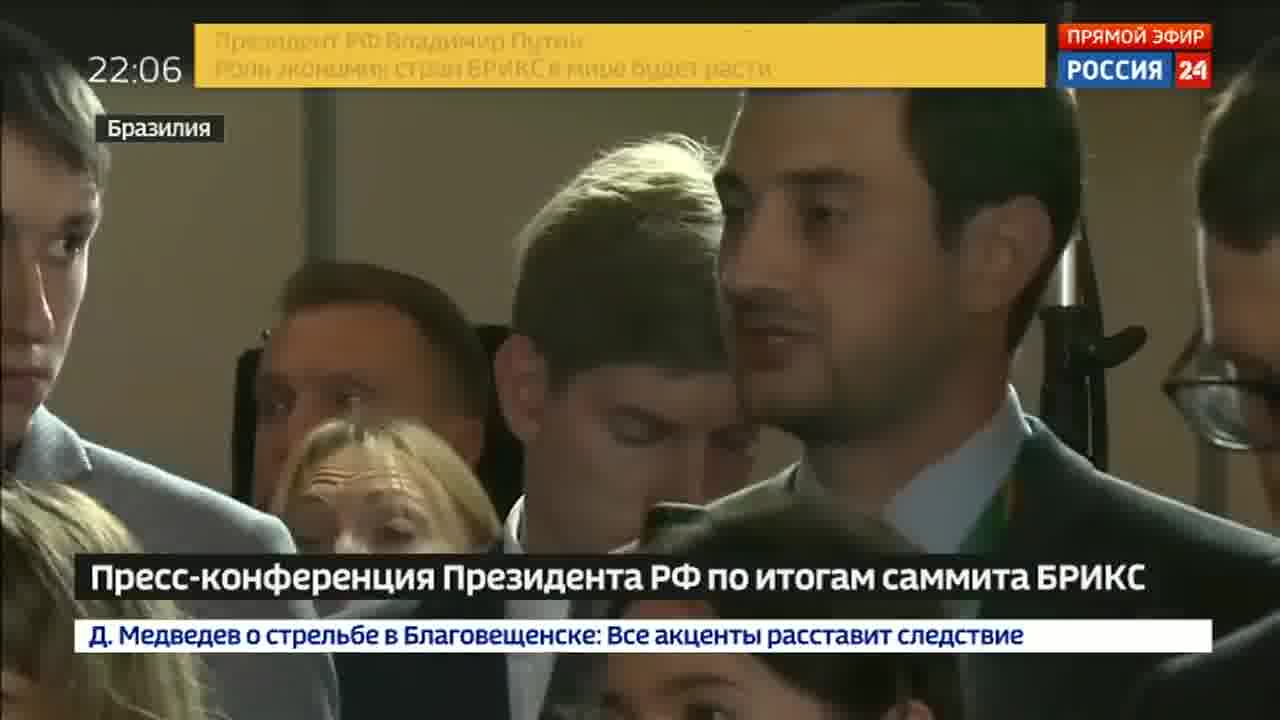 22:06
Президент РФ Владимир Путин
Роль экономик стран БРИКС в мире будет расти
ПРЯМОЙ ЭФИР
РОССИЯ 24
Бразилия
Пресс-конференция Президента РФ по итогам саммита БРИКС
Д. Медведев о стрельбе в Благовещенске: Все акценты расставит следствие